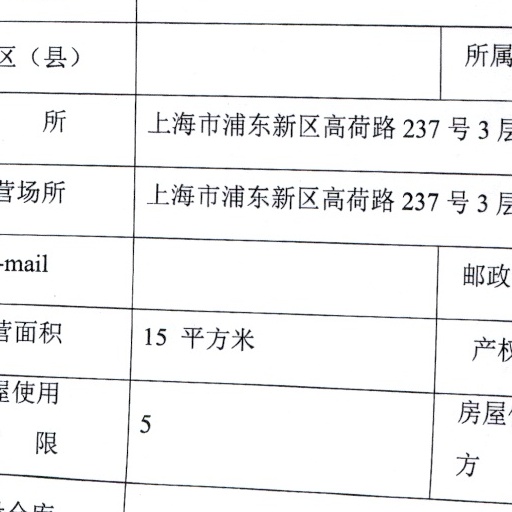 区（县） 所属
所 上海市浦东新区高荷路 237 号 3 层
营场所 上海市浦东新区高荷路 237 号 3 层
-mail 邮政
营面积 15 平方米 产权
屋使用 5 房屋
限 方